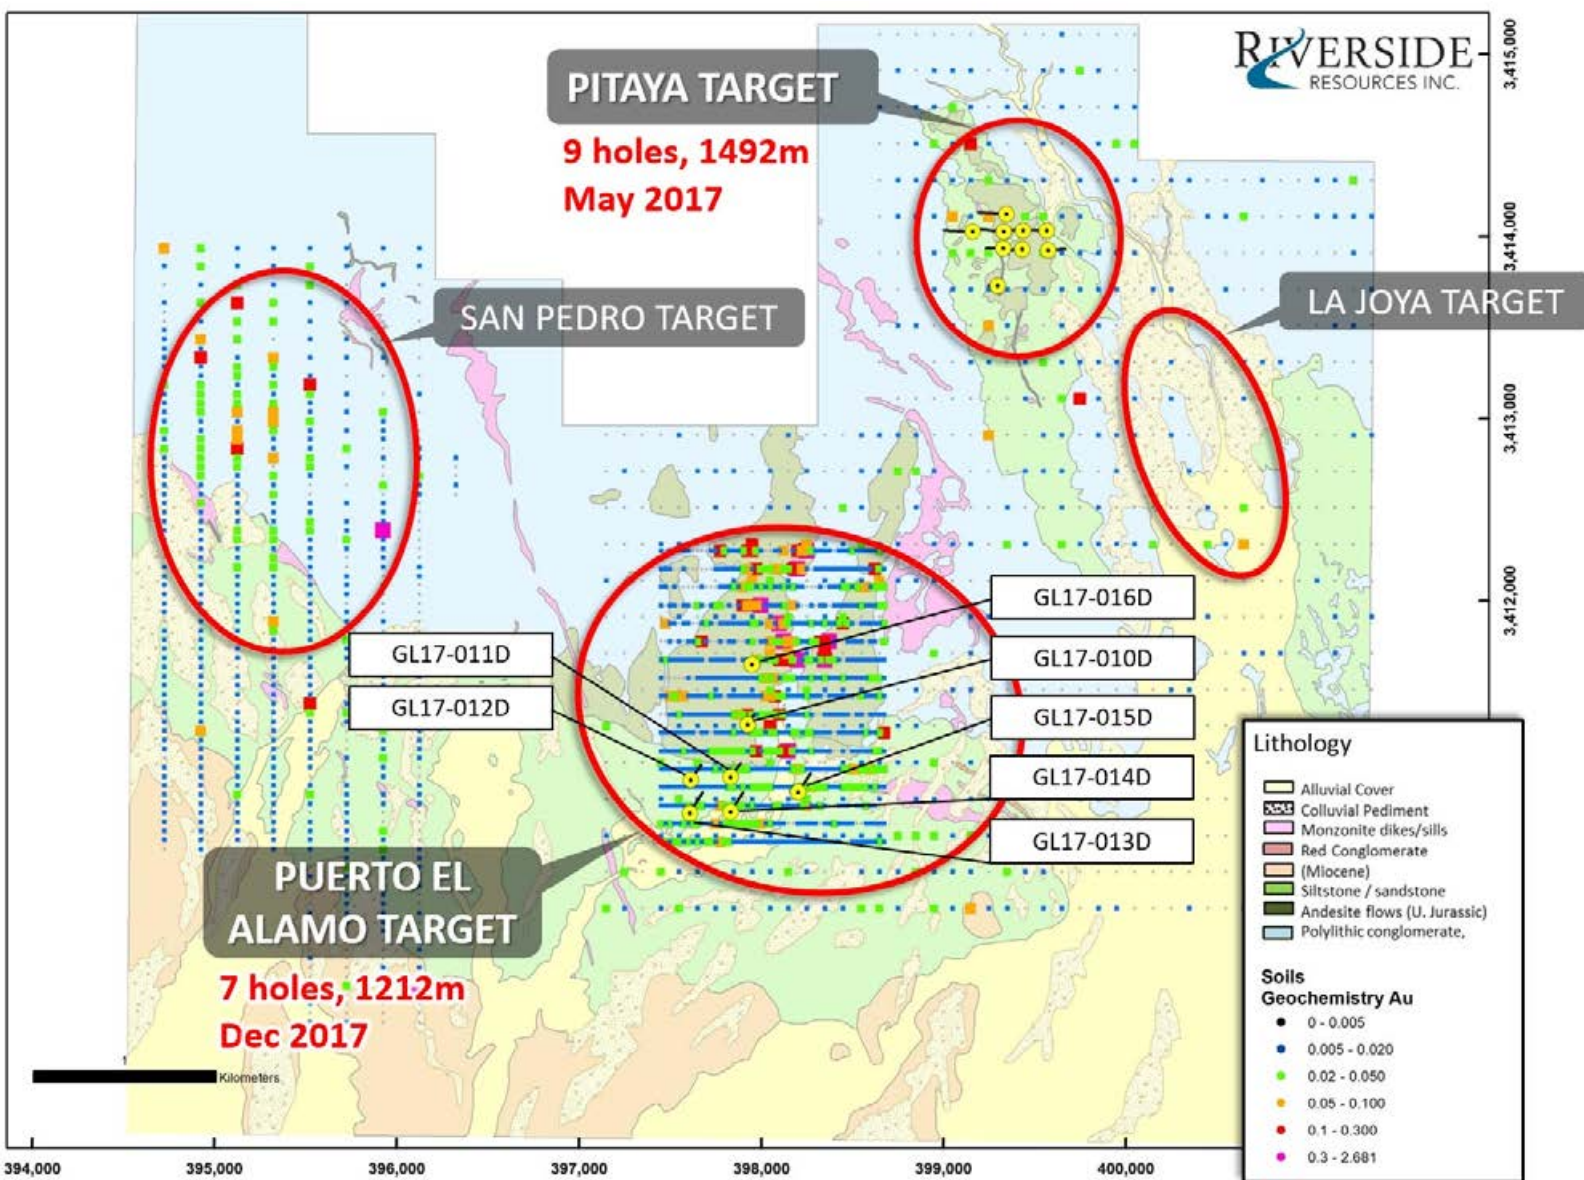 RIVERSIDE
RESOURCES INC.
3,415,000
PITAYA TARGET
9 holes, 1492m
May 2017
3,414,000
LA JOYA TARGET
SAN PEDRO TARGET
3,413,000
3,412,000
GL17-016D
GL17-011D
GL17-010D
GL17-012D
GL17-015D
GL17-014D
GL17-013D
PUERTO EL
ALAMO TARGET
7 holes, 1212m
Dec 2017
Lithology
Alluvial Cover
Colluvial Pediment
Monzonite dikes/sills
Red Conglomerate
(Miocene)
Siltstone / sandstone
Andesite flows (U. Jurassic)
Polylithic conglomerate,
Soils
Geochemistry Au
0 - 0.005
0.005 - 0.020
0.02 - 0.050
0.05 - 0.100
0.1 - 0.300
0.3 - 2.681
1
Kilometers
394,000
395,000
396,000
397,000
398,000
399,000
400,000